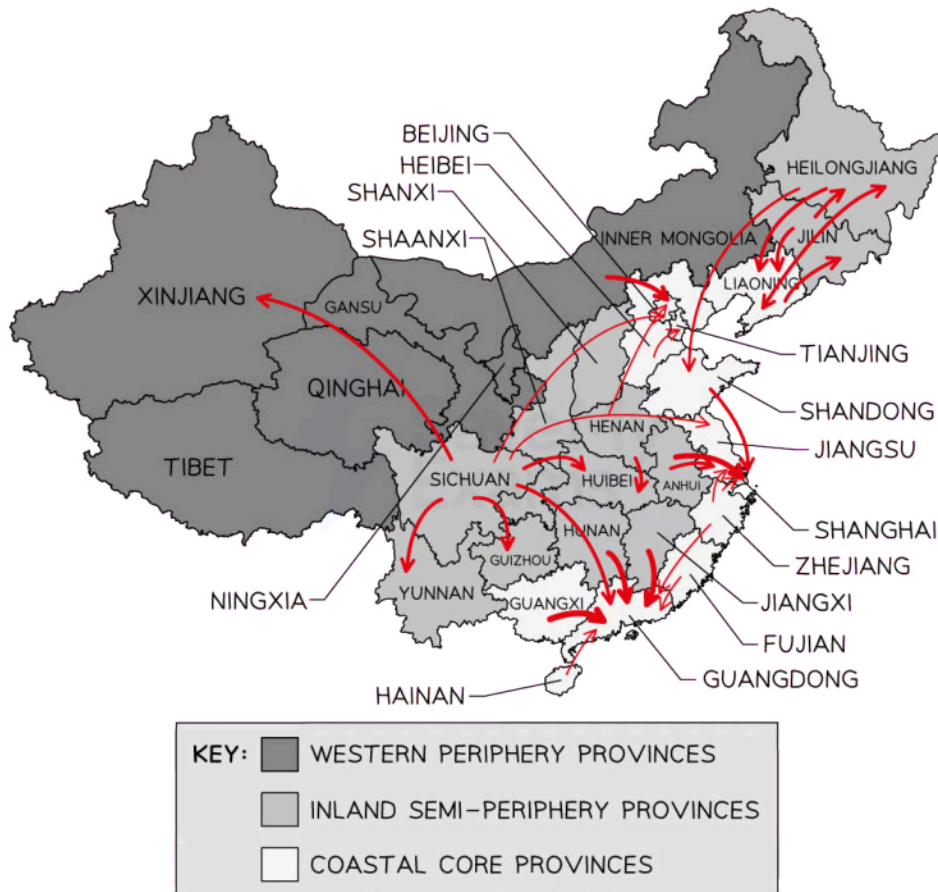 BEIJING
HEIBEI
SHANXI
SHAANXI
HEILONGJIANG
INNER MONGOLIA
JILIN
LIAONING
XINJIANG
GANSU
QINGHAI
TIBET
TIANJING
SHANDONG
HENAN
JIANGSU
SICHUAN
HUIBEI
ANHUI
SHANGHAI
HUNAN
GUIZHOU
ZHEJIANG
NINGXIA
YUNNAN
GUANGXI
JIANGXI
FUJIAN
HAINAN
GUANGDONG
KEY:
WESTERN PERIPHERY PROVINCES
INLAND SEMI-PERIPHERY PROVINCES
COASTAL CORE PROVINCES